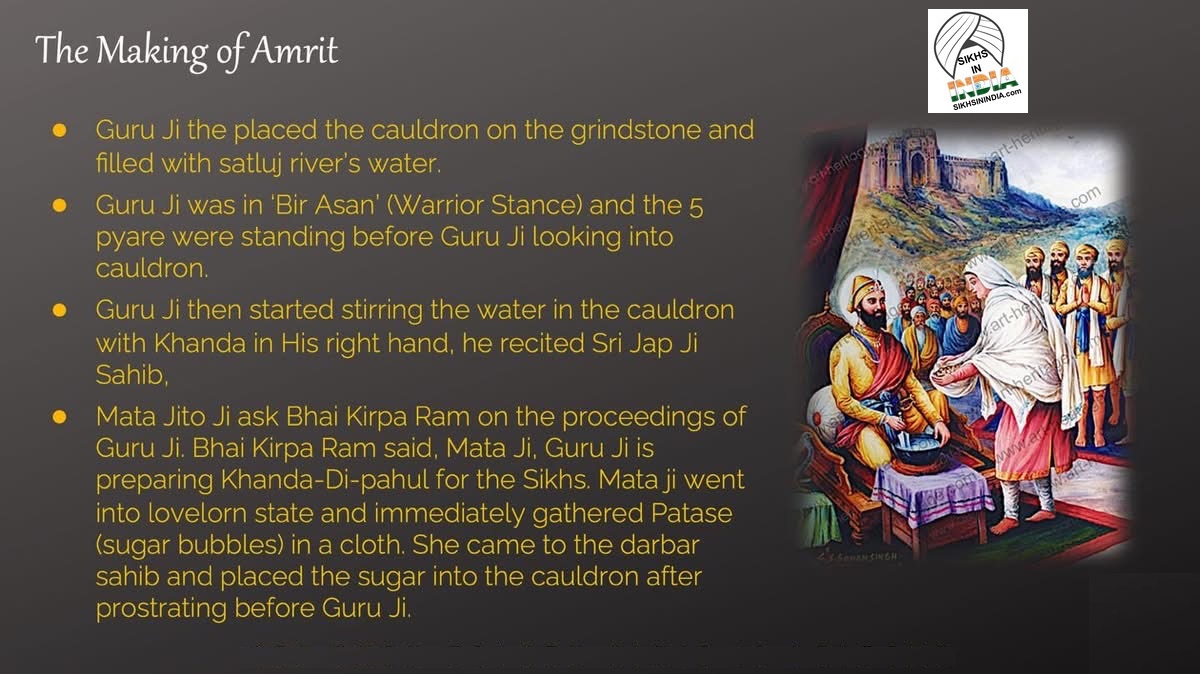 The Making of Amrit
SIKHS
IN
INDIA
SIKHSININDIA.com
● Guru Ji the placed the cauldron on the grindstone and
filled with satluj river's water.
● Guru Ji was in ‘Bir Asan’ (Warrior Stance) and the 5
pyare were standing before Guru Ji looking into
cauldron.
● Guru Ji then started stirring the water in the cauldron
with Khanda in His right hand, he recited Sri Jap Ji
Sahib,
● Mata Jito Ji ask Bhai Kirpa Ram on the proceedings of
Guru Ji. Bhai Kirpa Ram said, Mata Ji, Guru Ji is
preparing Khanda-Di-pahul for the Sikhs. Mata ji went
into lovelorn state and immediately gathered Patase
(sugar bubbles) in a cloth. She came to the darbar
sahib and placed the sugar into the cauldron after
prostrating before Guru Ji.